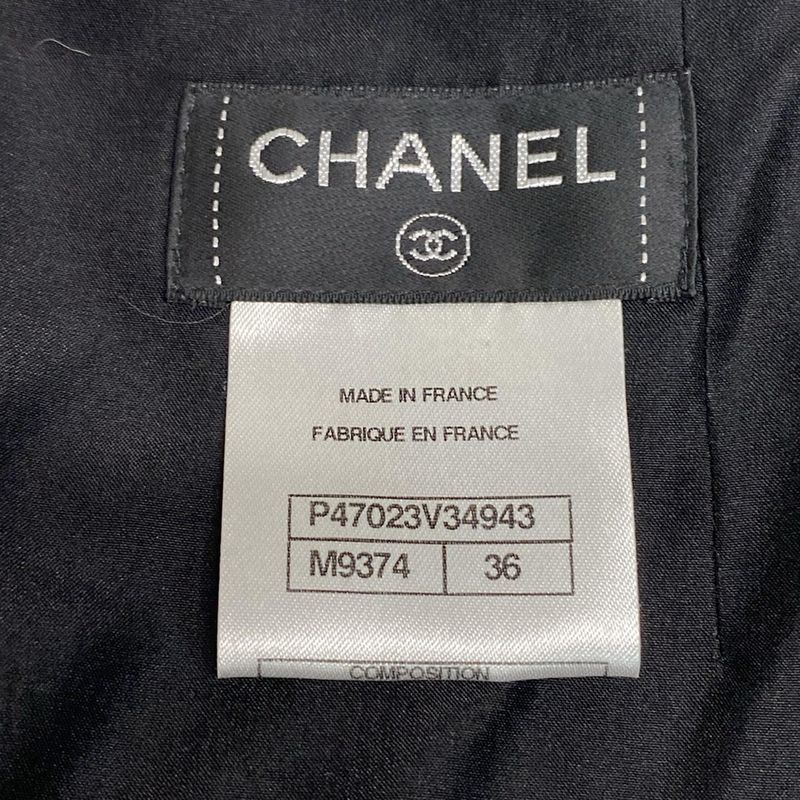 CHANEL
MADE IN FRANCE
FABRIQUE EN FRANCE
P47023V34943
M9374 36
COMPOSITION